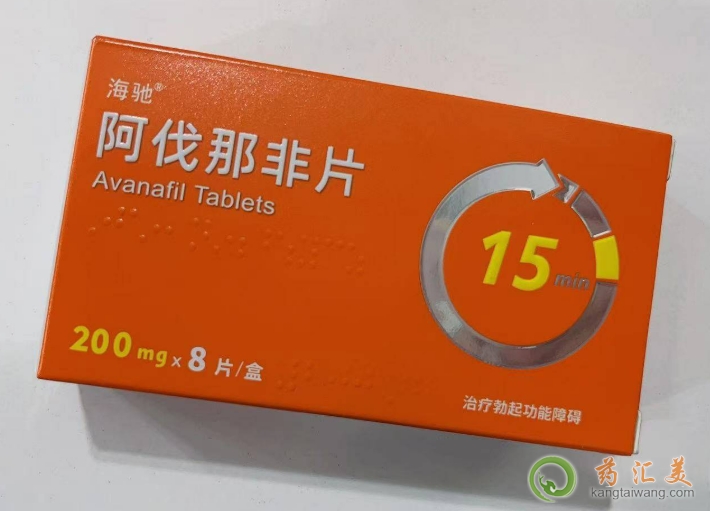 海驰®
阿伐那非片
Avanafil Tablets
15 min
200 mg x 8 片/盒
治疗勃起功能障碍
药汇美
kangtaiwang.com